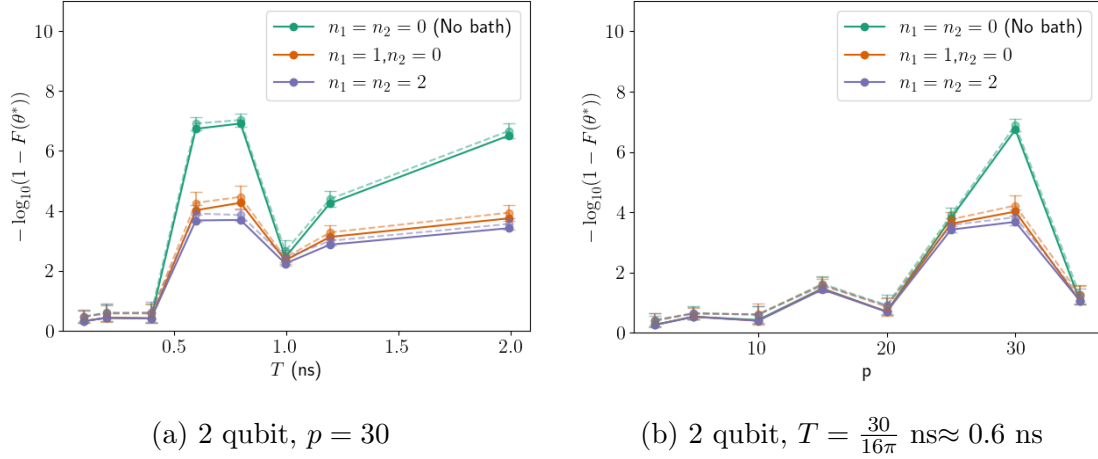 10
8
6
4
2
0
− log₁₀(1 − F(θ*))
n₁ = n₂ = 0 (No bath)
n₁ = 1,n₂ = 0
n₁ = n₂ = 2
0.5 1.0 1.5 2.0
T (ns)
(a) 2 qubit, p = 30
10
8
6
4
2
0
− log₁₀(1 − F(θ*))
n₁ = n₂ = 0 (No bath)
n₁ = 1,n₂ = 0
n₁ = n₂ = 2
10 20 30
p
(b) 2 qubit, T = 30/16π ns≈ 0.6 ns